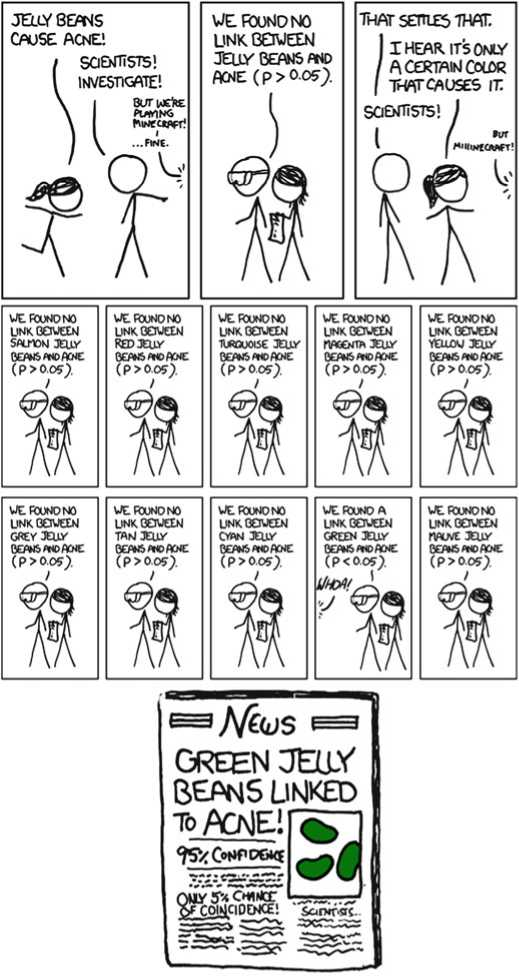 JELLY BEANS
CAUSE ACNE!
SCIENTISTS!
INVESTIGATE!
BUT WE'RE
PLAYING
MINECRAFT!
...FINE.
WE FOUND NO
LINK BETWEEN
JELLY BEANS AND
ACNE (P > 0.05).
THAT SETTLES THAT.
I HEAR IT'S ONLY
A CERTAIN COLOR
THAT CAUSES IT.
SCIENTISTS!
BUT
MIIIINECRAFT!
WE FOUND NO
LINK BETWEEN
SALMON JELLY
BEANS AND ACNE
(P > 0.05).
WE FOUND NO
LINK BETWEEN
RED JELLY
BEANS AND ACNE
(P > 0.05).
WE FOUND NO
LINK BETWEEN
TURQUOISE JELLY
BEANS AND ACNE
(P > 0.05).
WE FOUND NO
LINK BETWEEN
MAGENTA JELLY
BEANS AND ACNE
(P > 0.05).
WE FOUND NO
LINK BETWEEN
YELLOW JELLY
BEANS AND ACNE
(P > 0.05).
WE FOUND NO
LINK BETWEEN
GREY JELLY
BEANS AND ACNE
(P > 0.05).
WE FOUND NO
LINK BETWEEN
TAN JELLY
BEANS AND ACNE
(P > 0.05).
WE FOUND NO
LINK BETWEEN
CYAN JELLY
BEANS AND ACNE
(P > 0.05).
WE FOUND A
LINK BETWEEN
GREEN JELLY
BEANS AND ACNE
(P < 0.05).
WHOA!
WE FOUND NO
LINK BETWEEN
MAUVE JELLY
BEANS AND ACNE
(P > 0.05).
NEWS
GREEN JELLY
BEANS LINKED
TO ACNE!
95% CONFIDENCE
ONLY 5% CHANCE
OF COINCIDENCE!
SCIENTISTS...